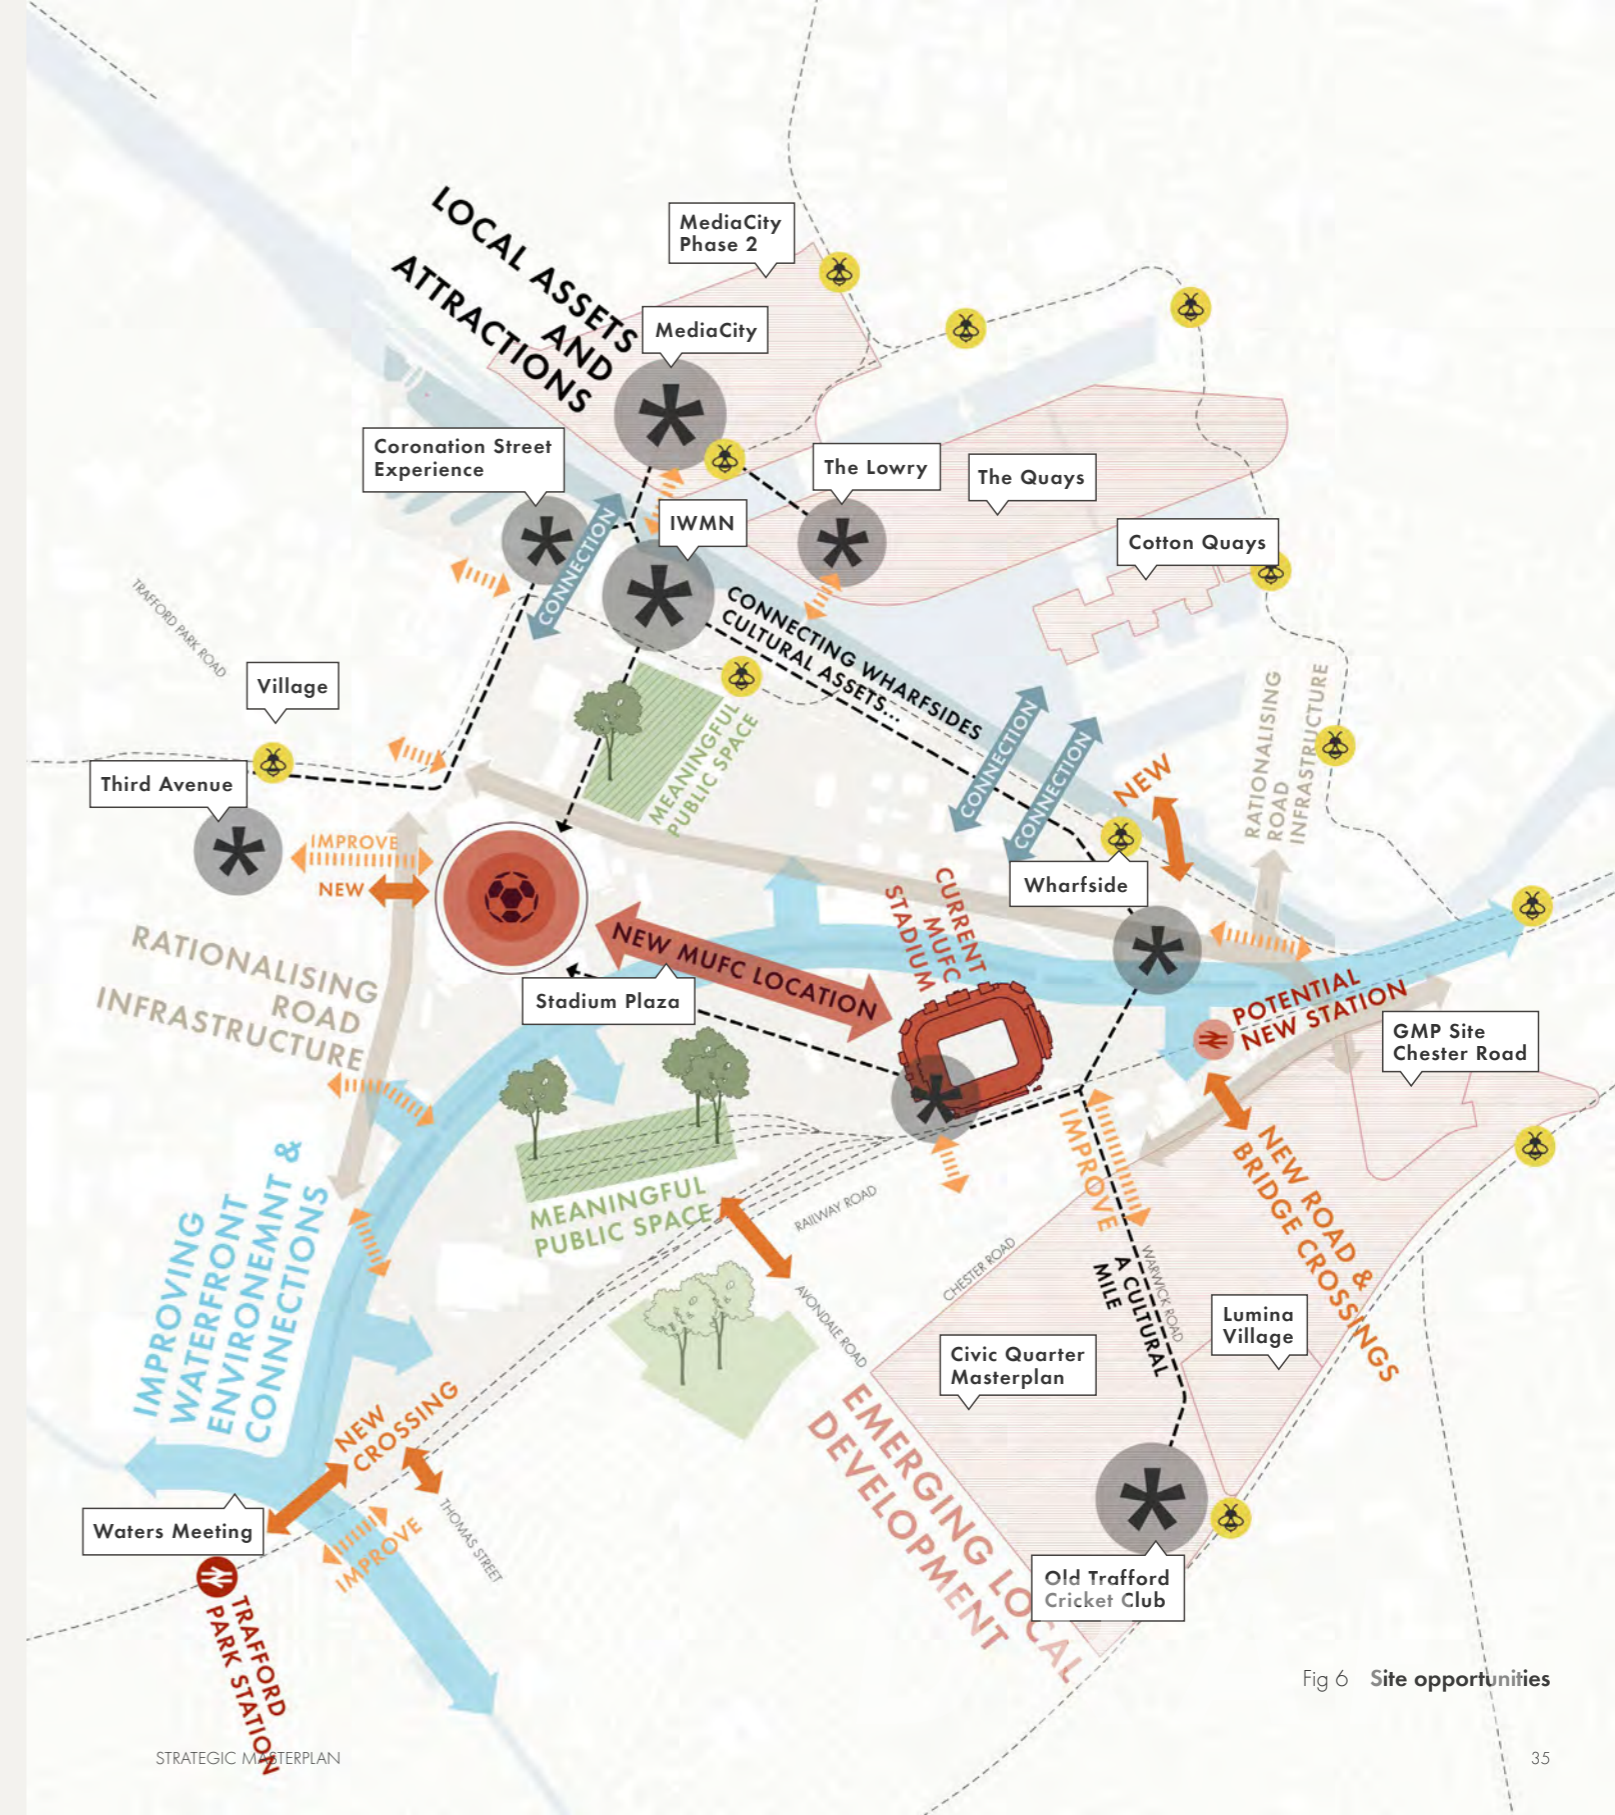 LOCAL ASSETS
AND
ATTRACTIONS
MediaCity
Phase 2
MediaCity
Coronation Street
Experience
The Lowry
The Quays
IWMN
Cotton Quays
CONNECTION
TRAFFORD PARK ROAD
CONNECTING WHARFSIDES
CULTURAL ASSETS...
Village
MEANINGFUL
PUBLIC SPACE
CONNECTION
CONNECTION
NEW
RATIONALISING
ROAD
INFRASTRUCTURE
Third Avenue
IMPROVE
NEW
Wharfside
CURRENT
MUFC
STADIUM
NEW MUFC LOCATION
RATIONALISING
ROAD
INFRASTRUCTURE
Stadium Plaza
POTENTIAL
NEW STATION
GMP Site
Chester Road
IMPROVE
NEW ROAD &
BRIDGE CROSSINGS
MEANINGFUL
PUBLIC SPACE
RAILWAY ROAD
CHESTER ROAD
WARWICK ROAD
A CULTURAL
MILE
AVONDALE ROAD
IMPROVING
WATERFRONT
ENVIRONEMNT &
CONNECTIONS
Lumina
Village
Civic Quarter
Masterplan
EMERGING LOCAL
DEVELOPMENT
NEW
CROSSING
Waters Meeting
IMPROVE
THOMAS STREET
Old Trafford
Cricket Club
TRAFFORD
PARK STATION
Fig 6 Site opportunities
STRATEGIC MASTERPLAN
35